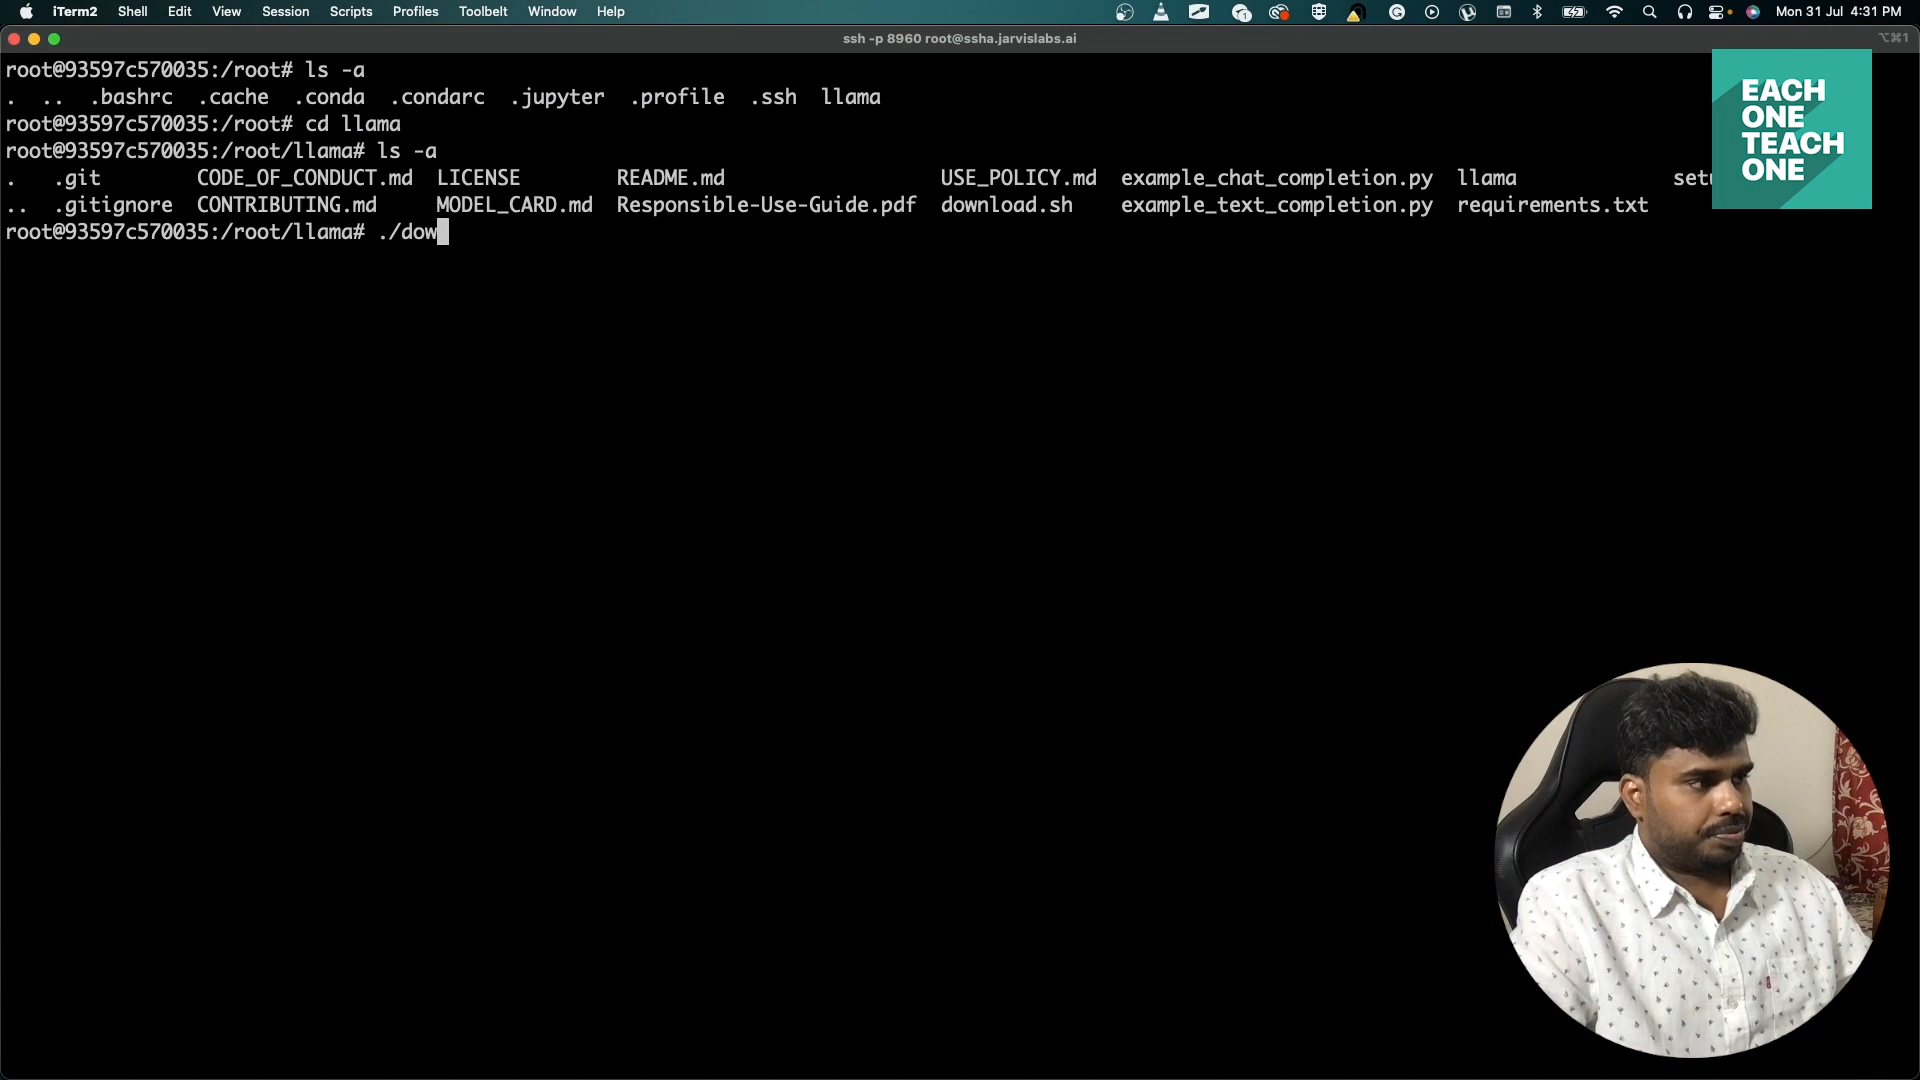 iTerm2 Shell Edit View Session Scripts Profiles Toolbelt Window Help Mon 31 Jul 4:31 PM
ssh -p 8960 root@ssha.jarvislabs.ai ⌥⌘1
root@93597c570035:/root# ls -a
. .. .bashrc .cache .conda .condarc .jupyter .profile .ssh llama
root@93597c570035:/root# cd llama
root@93597c570035:/root/llama# ls -a
. .git CODE_OF_CONDUCT.md LICENSE README.md USE_POLICY.md example_chat_completion.py llama
.. .gitignore CONTRIBUTING.md MODEL_CARD.md Responsible-Use-Guide.pdf download.sh example_text_completion.py requirements.txt
root@93597c570035:/root/llama# ./dow
EACH
ONE
TEACH
ONE